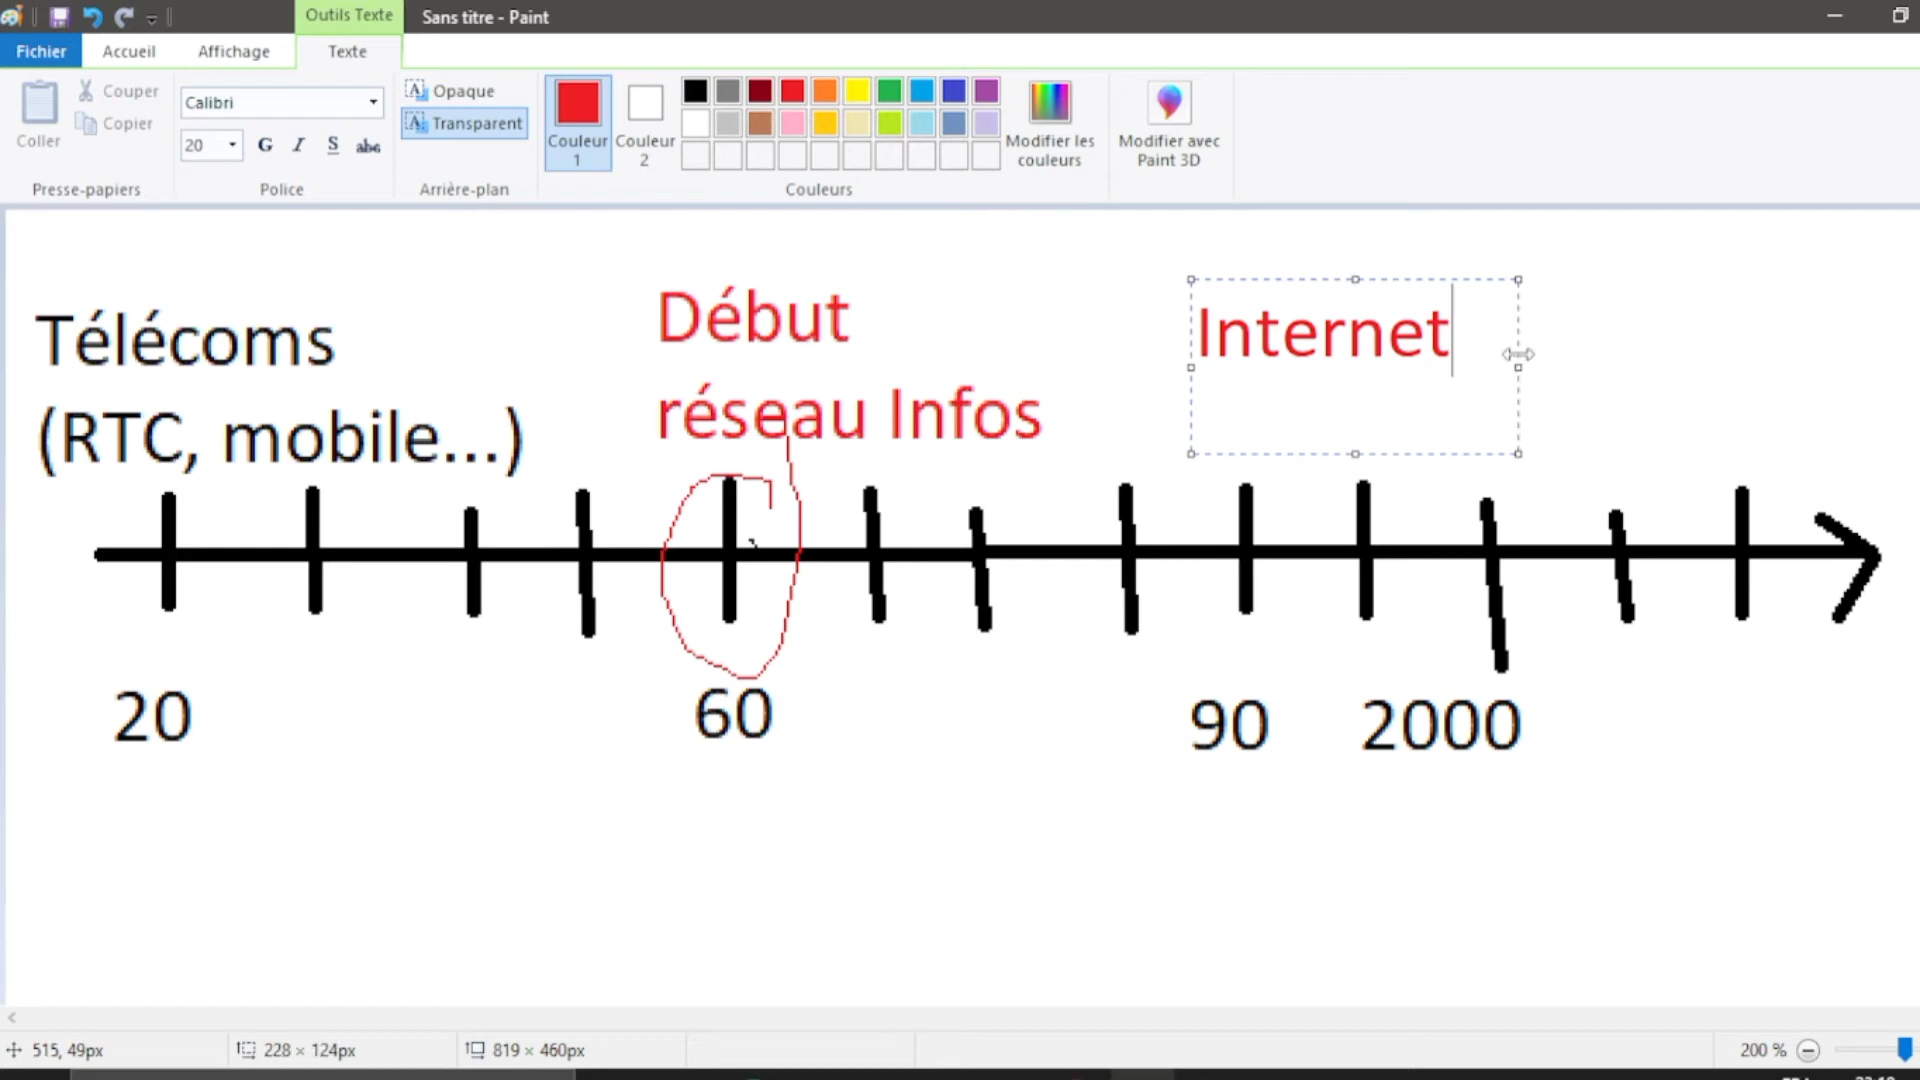 Outils Texte
Sans titre - Paint
Fichier
Accueil
Affichage
Texte
Coller
Couper
Copier
Presse-papiers
Calibri
20
G I S abc
Police
Opaque
Transparent
Arrière-plan
Couleur
1
Couleur
2
Couleurs
Modifier les
couleurs
Modifier avec
Paint 3D
Télécoms
(RTC, mobile...)
Début
réseau Infos
Internet
20
60
90
2000
515, 49px
228 × 124px
819 × 460px
200 %